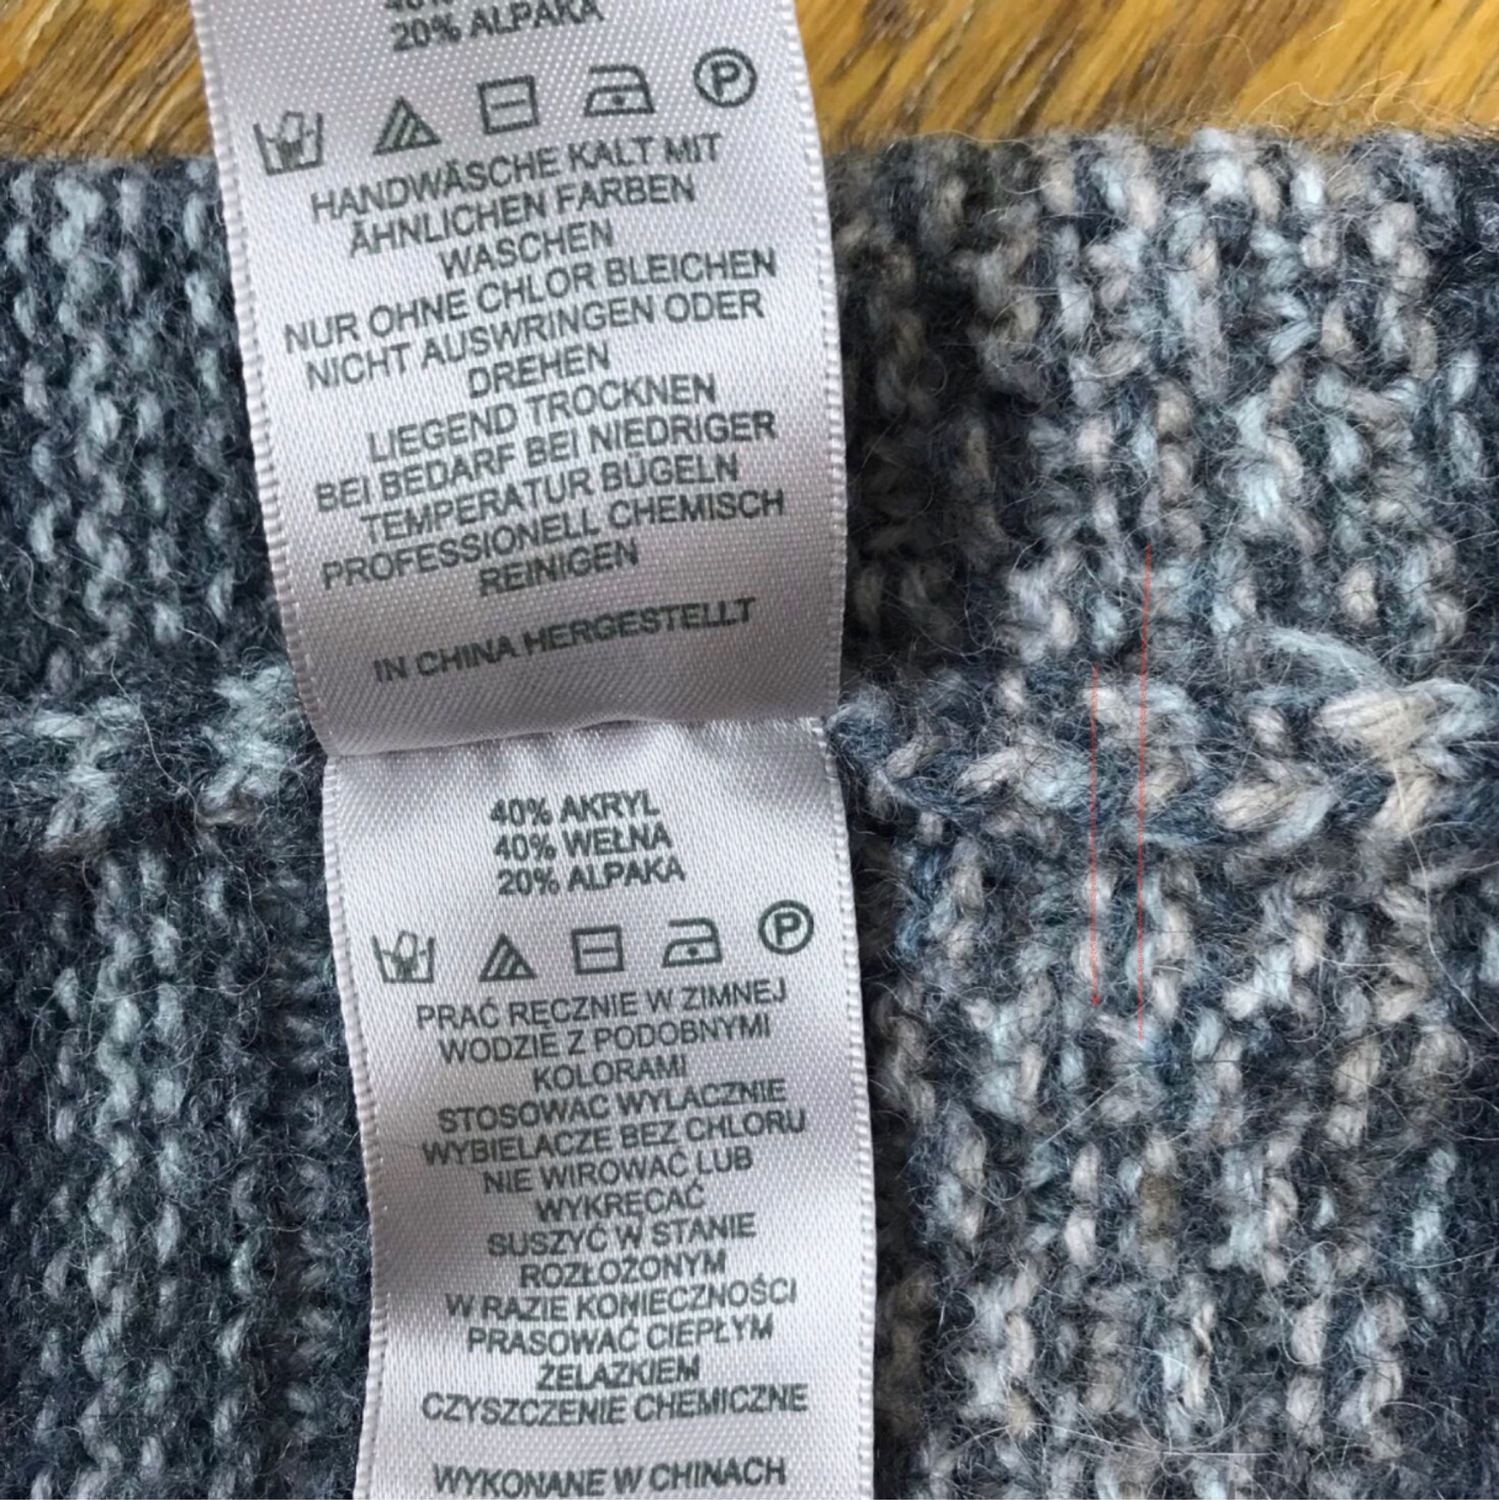 20% ALPAKA
P
HANDWÄSCHE KALT MIT
ÄHNLICHEN FARBEN
WASCHEN
NUR OHNE CHLOR BLEICHEN
NICHT AUSWRINGEN ODER
DREHEN
LIEGEND TROCKNEN
BEI BEDARF BEI NIEDRIGER
TEMPERATUR BÜGELN
PROFESSIONELL CHEMISCH
REINIGEN
IN CHINA HERGESTELLT
40% AKRYL
40% WEŁNA
20% ALPAKA
P
PRAĆ RĘCZNIE W ZIMNEJ
WODZIE Z PODOBNYMI
KOLORAMI
STOSOWAC WYLACZNIE
WYBIELACZE BEZ CHLORU
NIE WIROWAĆ LUB
WYKRĘCAĆ
SUSZYĆ W STANIE
ROZŁOŻONYM
W RAZIE KONIECZNOŚCI
PRASOWAĆ CIEPŁYM
ŻELAZKIEM
CZYSZCZENIE CHEMICZNE
WYKONANE W CHINACH